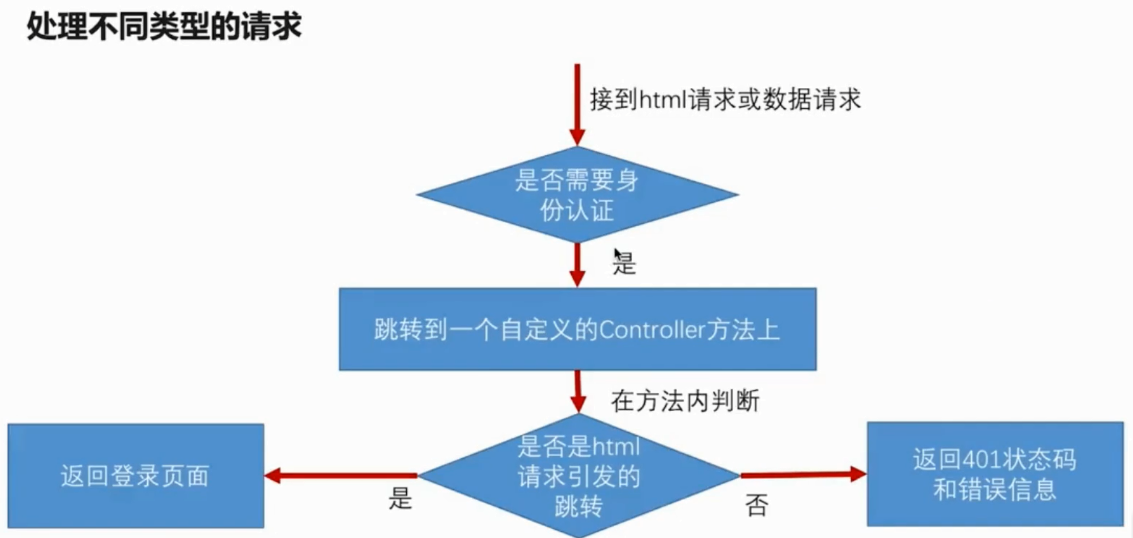 处理不同类型的请求
接到html请求或数据请求
是否需要身
份认证
是
跳转到一个自定义的Controller方法上
在方法内判断
是否是html
请求引发的
跳转
返回登录页面
是
否
返回401状态码
和错误信息